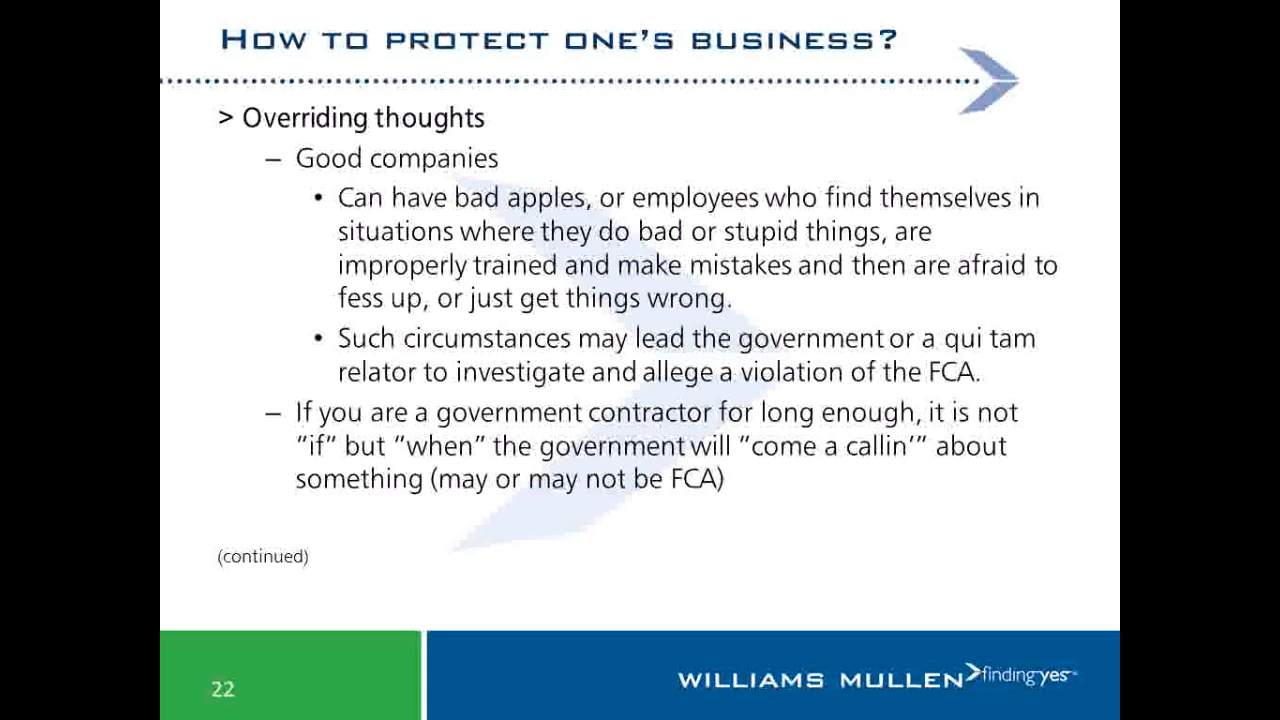 HOW TO PROTECT ONE'S BUSINESS?
> Overriding thoughts
– Good companies
• Can have bad apples, or employees who find themselves in
situations where they do bad or stupid things, are
improperly trained and make mistakes and then are afraid to
fess up, or just get things wrong.
• Such circumstances may lead the government or a qui tam
relator to investigate and allege a violation of the FCA.
– If you are a government contractor for long enough, it is not
"if" but "when" the government will "come a callin'" about
something (may or may not be FCA)
(continued)
22
WILLIAMS MULLEN finding yes™